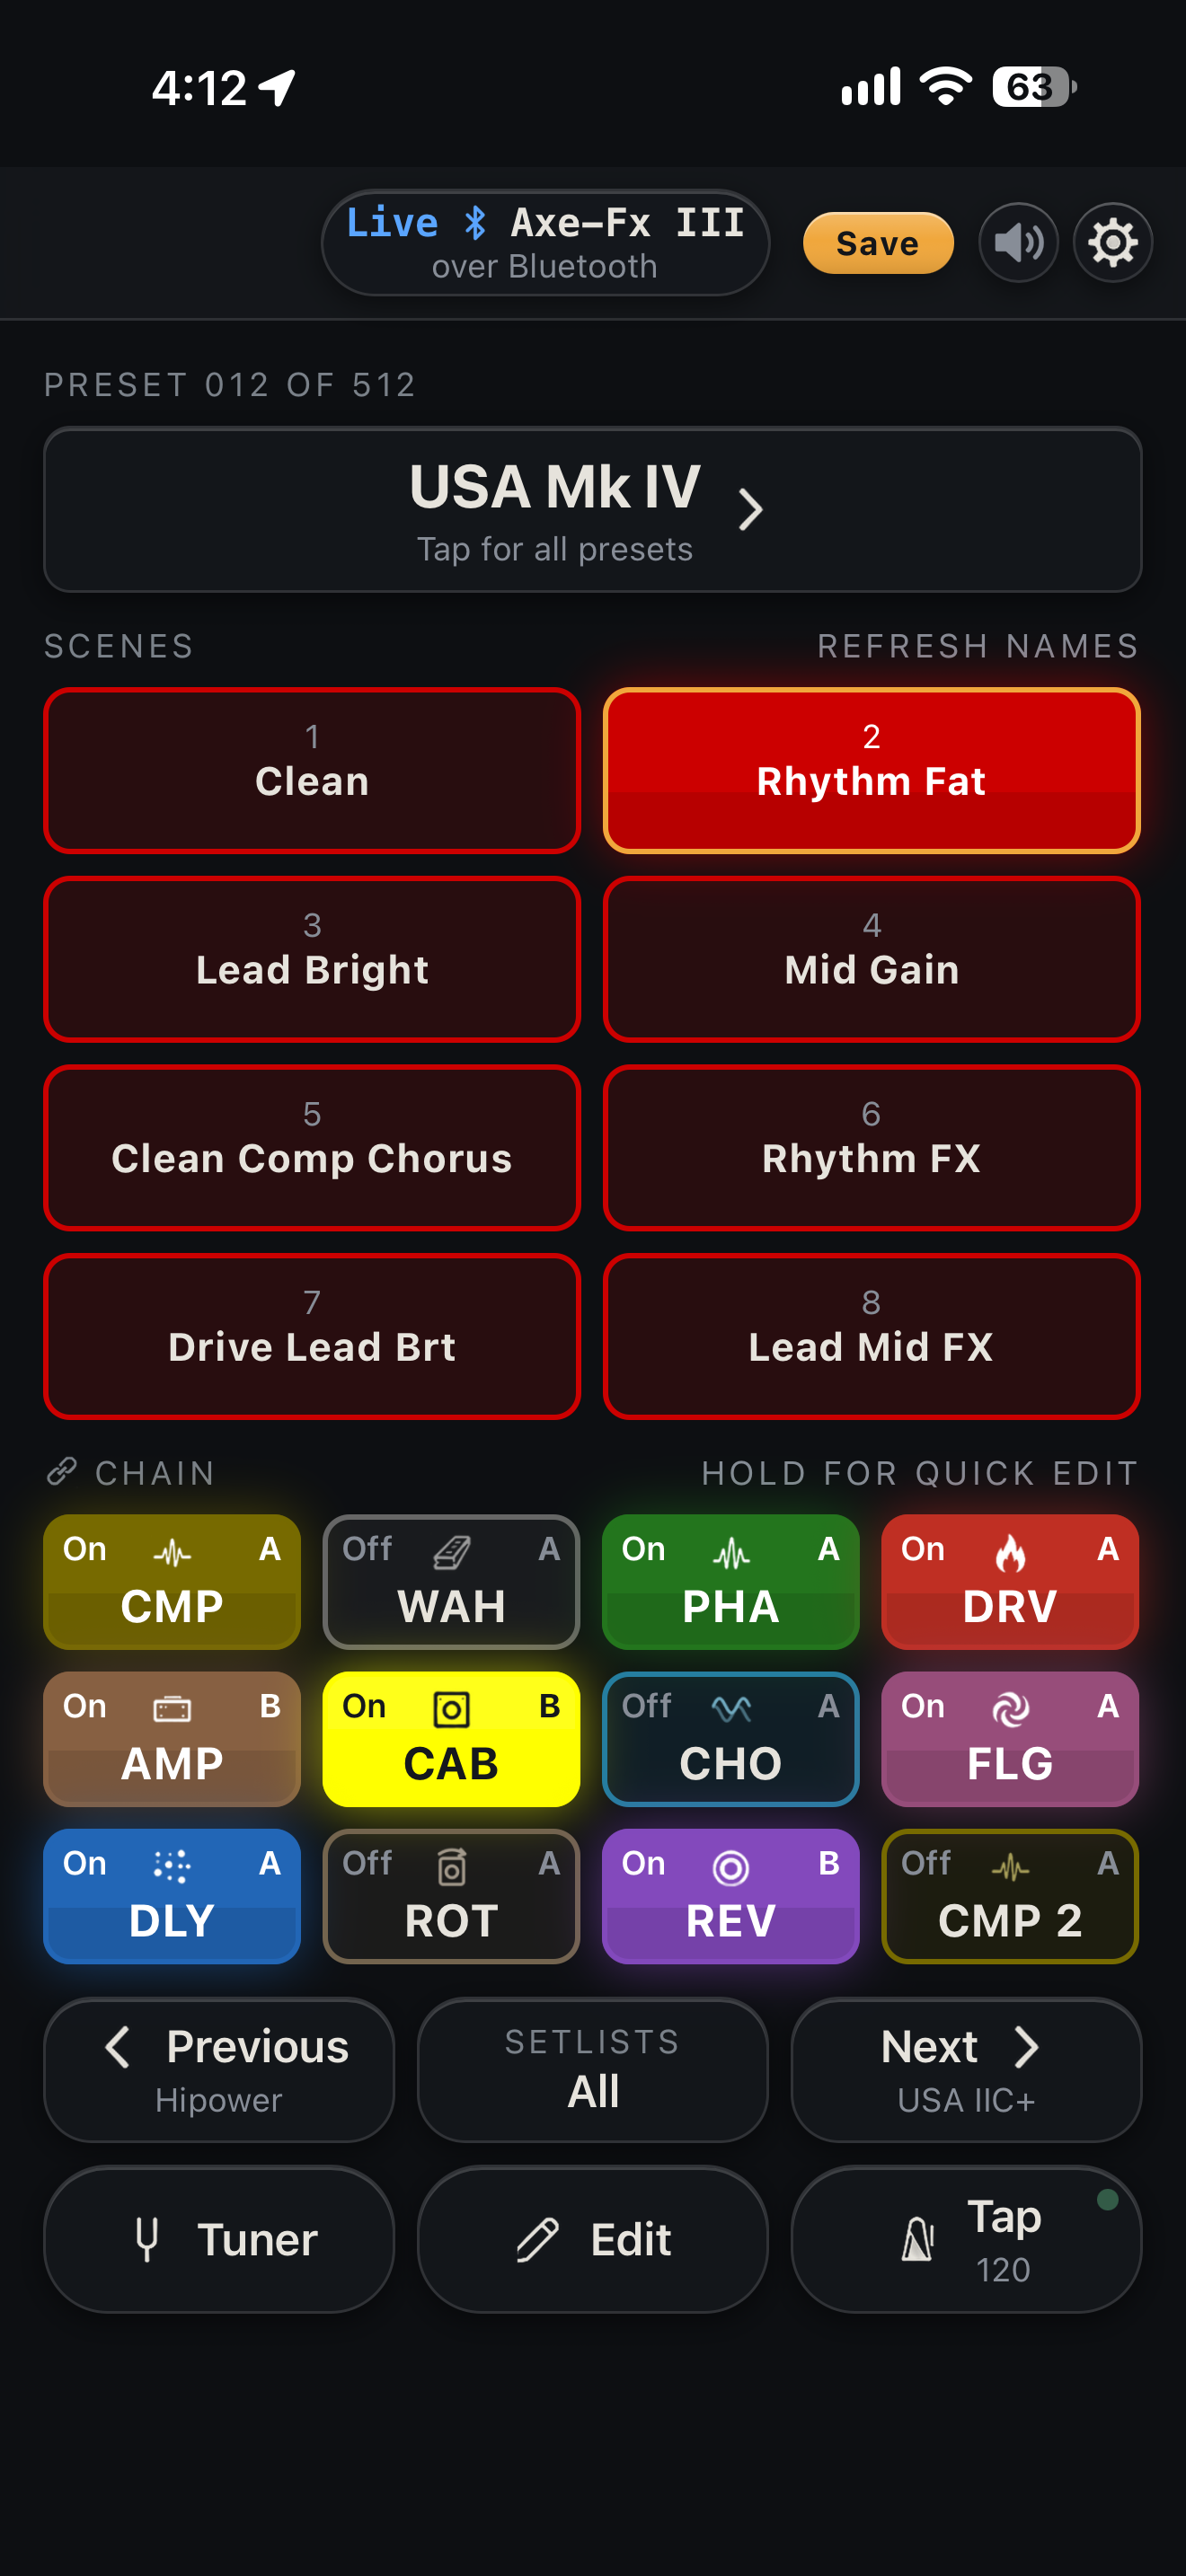 4:12
63
Live Axe-Fx III
over Bluetooth
Save
PRESET 012 OF 512
USA Mk IV
Tap for all presets
SCENES
REFRESH NAMES
1
Clean
2
Rhythm Fat
3
Lead Bright
4
Mid Gain
5
Clean Comp Chorus
6
Rhythm FX
7
Drive Lead Brt
8
Lead Mid FX
CHAIN
HOLD FOR QUICK EDIT
On A
CMP
Off A
WAH
On A
PHA
On A
DRV
On B
AMP
On B
CAB
Off A
CHO
On A
FLG
On A
DLY
Off A
ROT
On B
REV
Off A
CMP 2
Previous
Hipower
SETLISTS
All
Next
USA IIC+
Tuner
Edit
Tap
120